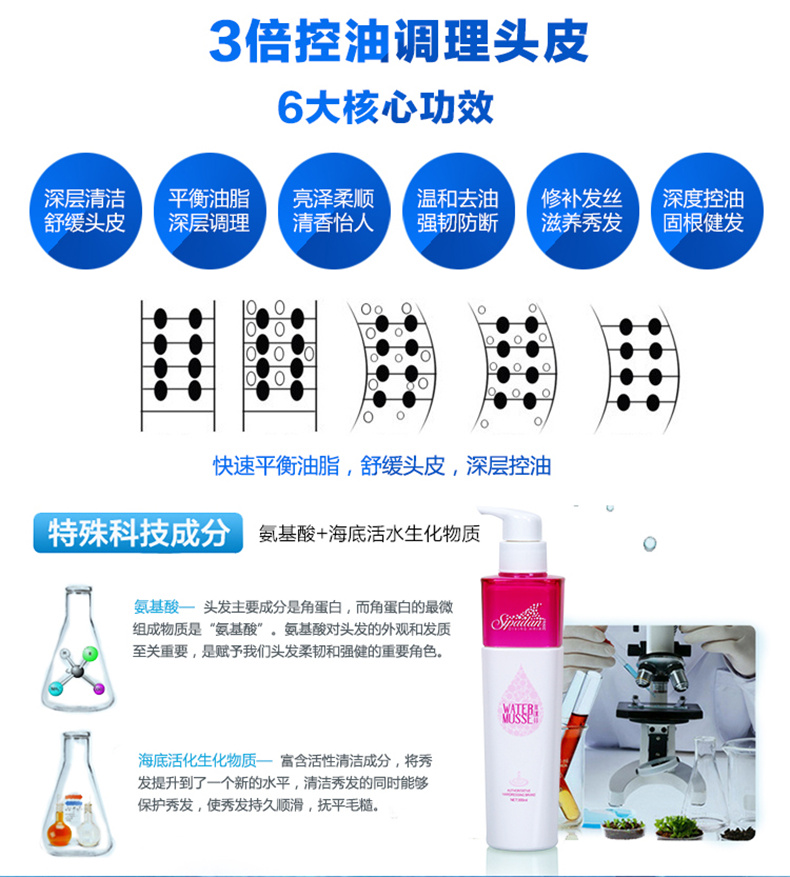 3倍控油调理头皮
6大核心功效
深层清洁
舒缓头皮
平衡油脂
深层调理
亮泽柔顺
清香怡人
温和去油
强韧防断
修补发丝
滋养秀发
深度控油
固根健发
快速平衡油脂，舒缓头皮，深层控油
特殊科技成分
氨基酸+海底活水生化物质
氨基酸— 头发主要成分是角蛋白，而角蛋白的最微
组成物质是“氨基酸”。氨基酸对头发的外观和发质
至关重要，是赋予我们头发柔韧和强健的重要角色。
海底活化生化物质— 富含活性清洁成分，将秀
发提升到了一个新的水平，清洁秀发的同时能够
保护秀发，使秀发持久顺滑，抚平毛糙。
Sipadan
WATER
MOSSE